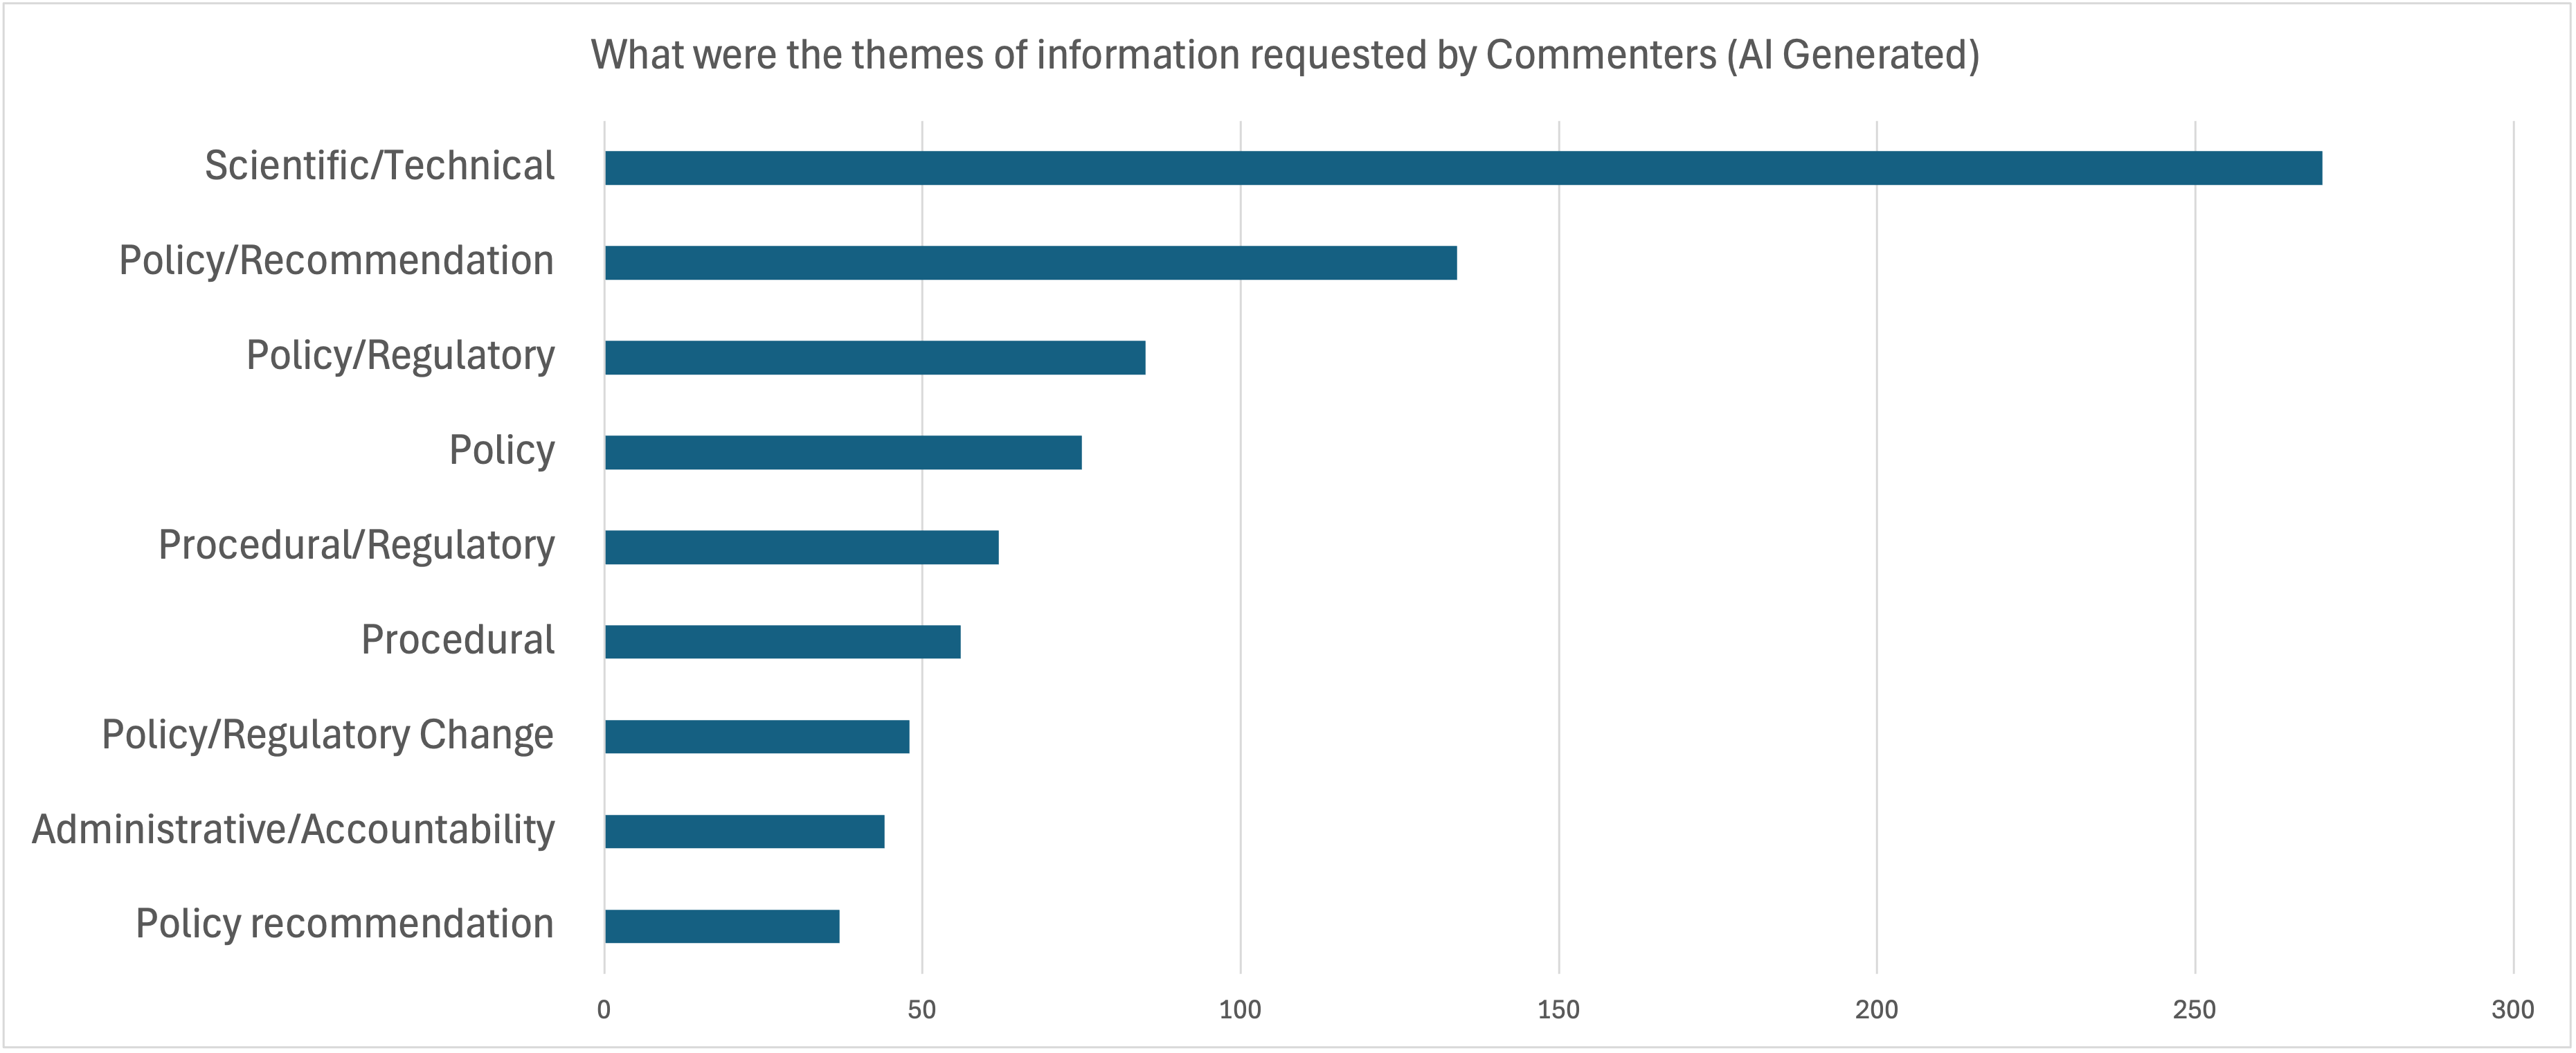 What were the themes of information requested by Commenters (AI Generated)
Scientific/Technical
Policy/Recommendation
Policy/Regulatory
Policy
Procedural/Regulatory
Procedural
Policy/Regulatory Change
Administrative/Accountability
Policy recommendation
0 50 100 150 200 250 300